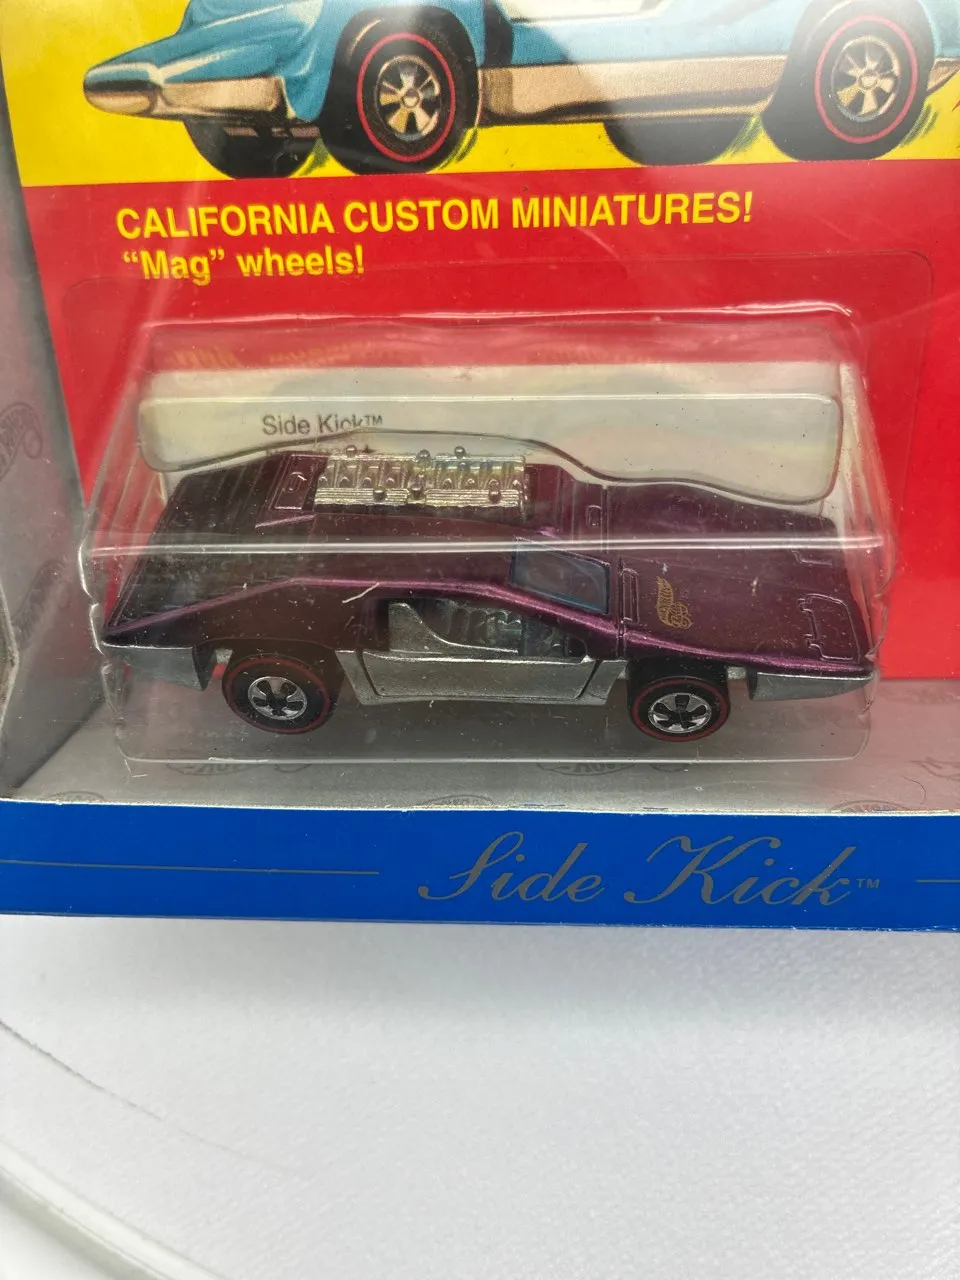 CALIFORNIA CUSTOM MINIATURES!
“Mag” wheels!
Side Kick™
Side Kick™